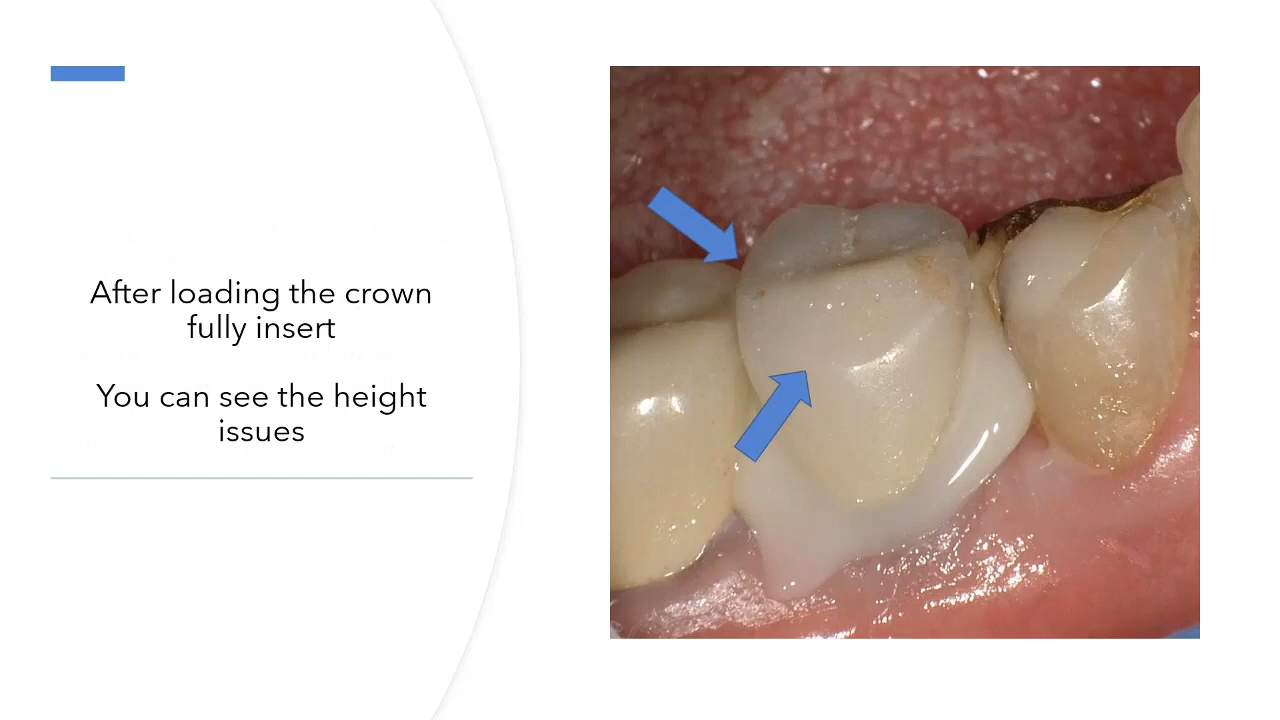 After loading the crown
fully insert
You can see the height
issues